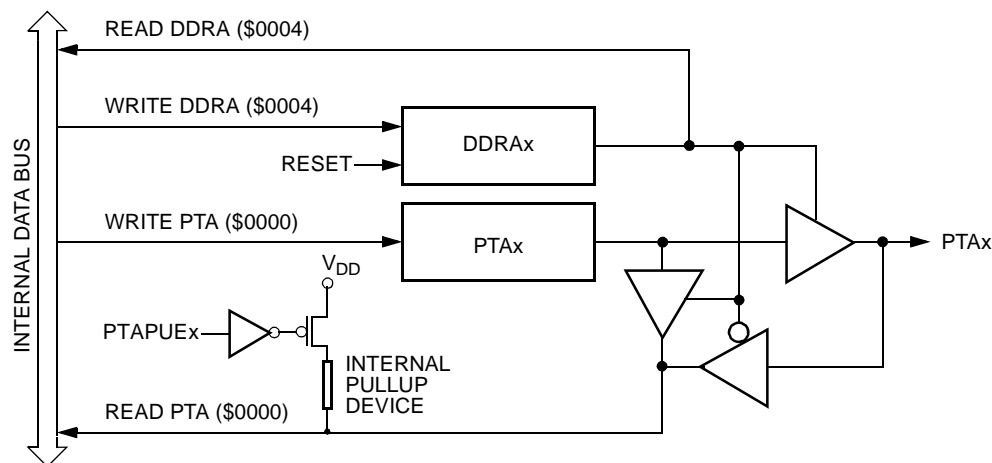 READ DDRA ($0004)
WRITE DDRA ($0004)
DDRAx
RESET
INTERNAL DATA BUS
WRITE PTA ($0000)
PTAx
PTAx
VDD
PTAPUEx
INTERNAL
PULLUP
DEVICE
READ PTA ($0000)